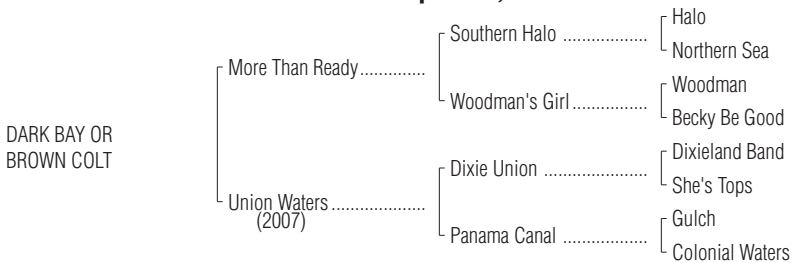 Halo
Southern Halo ..................
Northern Sea
More Than Ready..............
Woodman
Woodman's Girl................
Becky Be Good
DARK BAY OR
BROWN COLT
Dixieland Band
Dixie Union ......................
She's Tops
Union Waters ....................
(2007)
Gulch
Panama Canal ..................
Colonial Waters